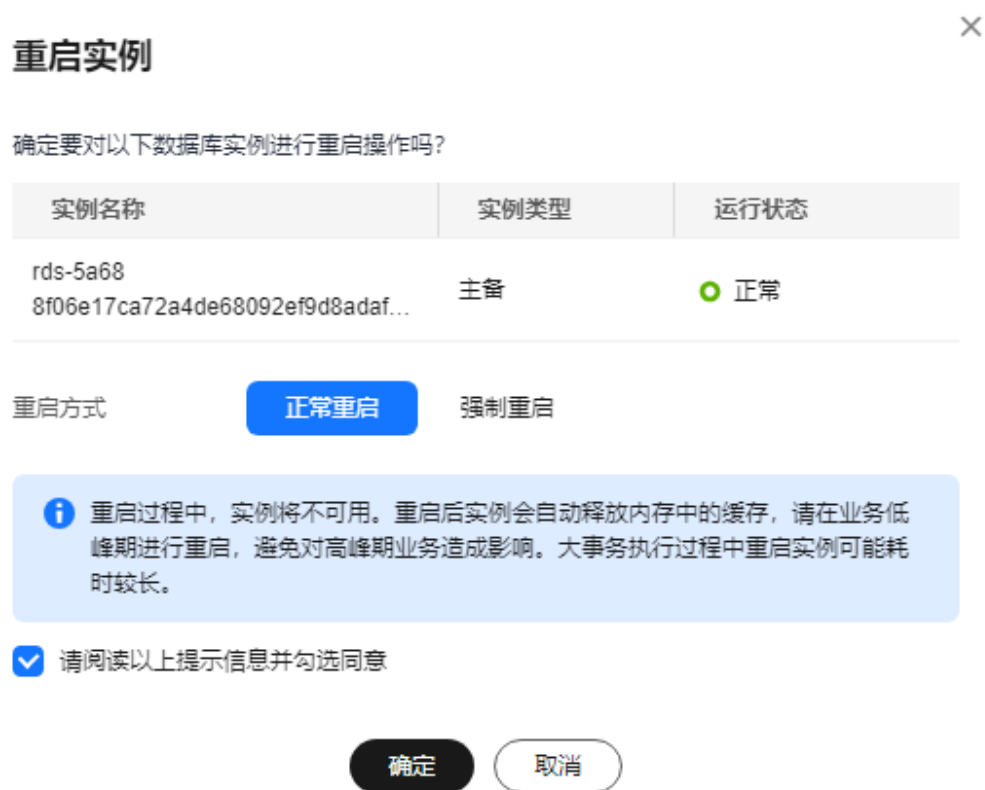 重启实例
确定要对以下数据库实例进行重启操作吗?
实例名称 实例类型 运行状态
rds-5a68
8f06e17ca72a4de68092ef9d8adaf...
主备
正常
重启方式 正常重启 强制重启
重启过程中，实例将不可用。重启后实例会自动释放内存中的缓存，请在业务低
峰期进行重启，避免对高峰期业务造成影响。大事务执行过程中重启实例可能耗
时较长。
请阅读以上提示信息并勾选同意
确定 取消